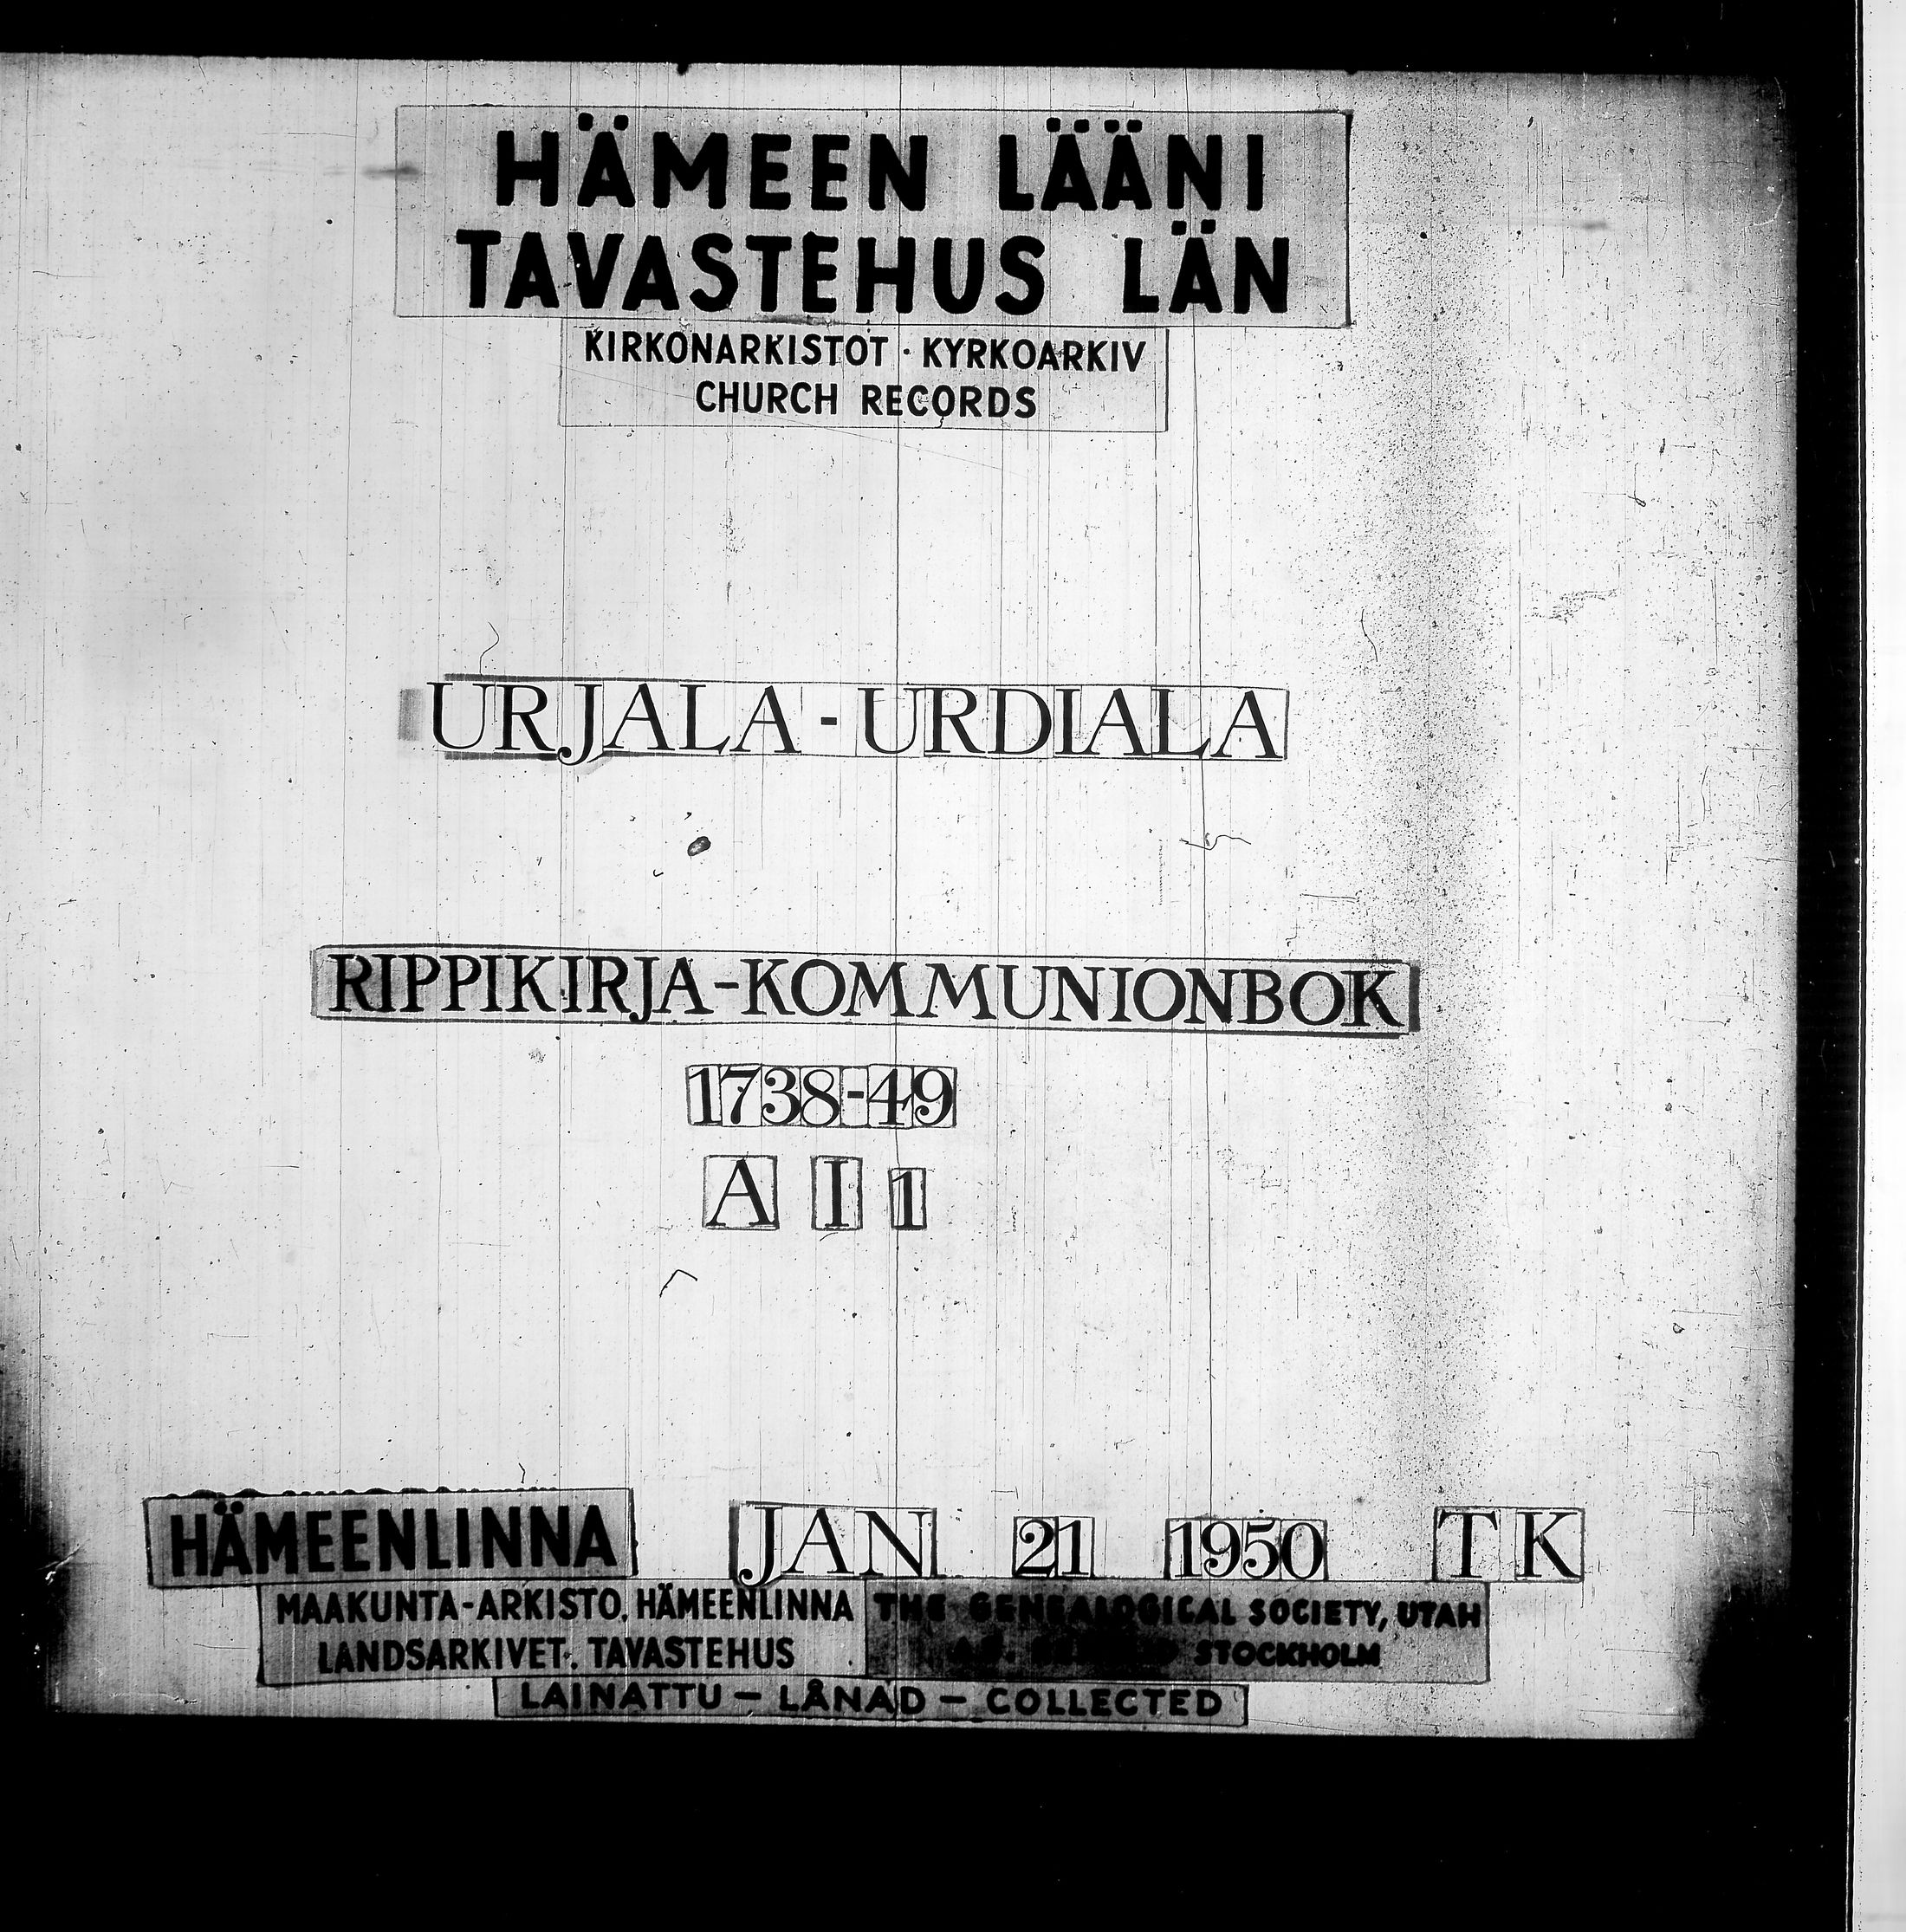 HÄMEEN LÄÄNI
TAVASTEHUS LÄN
KIRKONARKISTOT · KYRKOARKIV
CHURCH RECORDS
URJALA-URDIALA
RIPPIKIRJA-KOMMUNIONBOK
1738-49
A I 1
HÄMEENLINNA JAN 21 1950 TK
MAAKUNTA-ARKISTO, HÄMEENLINNA
LANDSARKIVET, TAVASTEHUS
THE GENEALOGICAL SOCIETY, UTAH
STOCKHOLM
LAINATTU - LÅNAD - COLLECTED